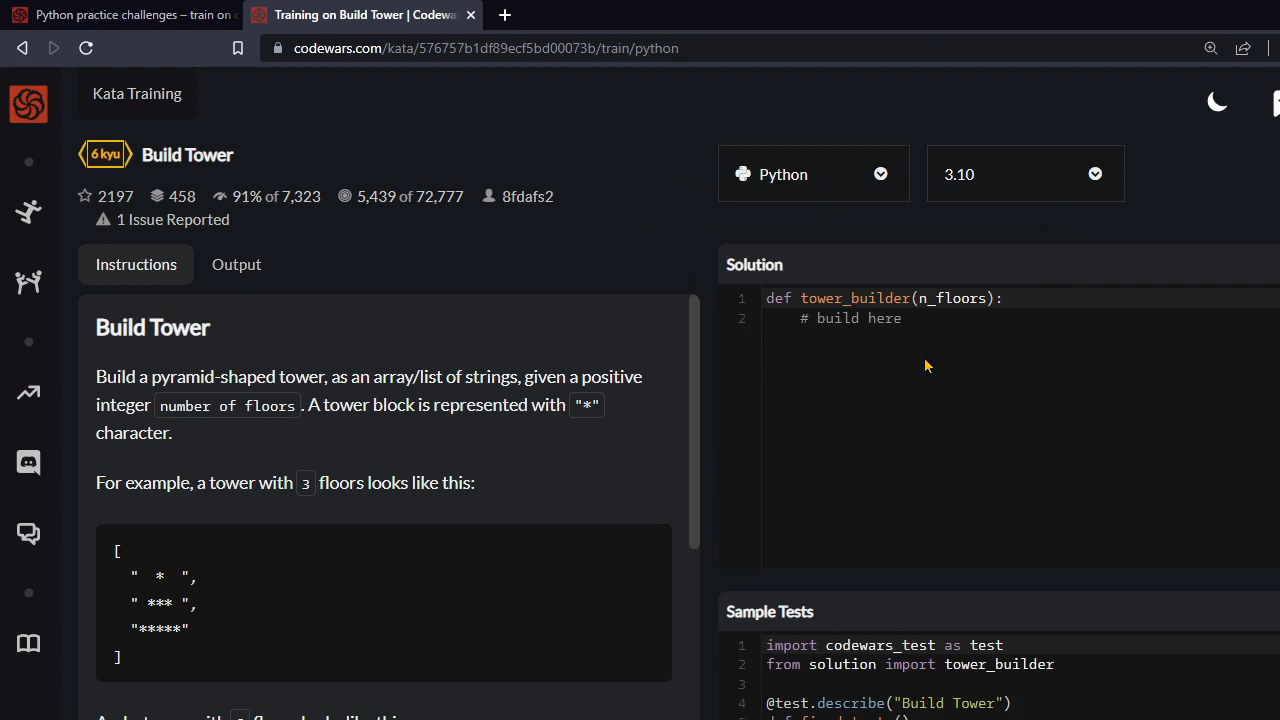 Python practice challenges – train on
Training on Build Tower | Codewa
codewars.com/kata/576757b1df89ecf5bd00073b/train/python
Kata Training
6 kyu
Build Tower
2197 458 91% of 7,323 5,439 of 72,777 8fdafs2
1 Issue Reported
Python
3.10
Instructions
Output
Build Tower
Build a pyramid-shaped tower, as an array/list of strings, given a positive
integer number of floors. A tower block is represented with "*"
character.
For example, a tower with 3 floors looks like this:
[
"  *  ",
" *** ",
"*****"
]
Solution
1 def tower_builder(n_floors):
2     # build here
Sample Tests
1 import codewars_test as test
2 from solution import tower_builder
3
4 @test.describe("Build Tower")